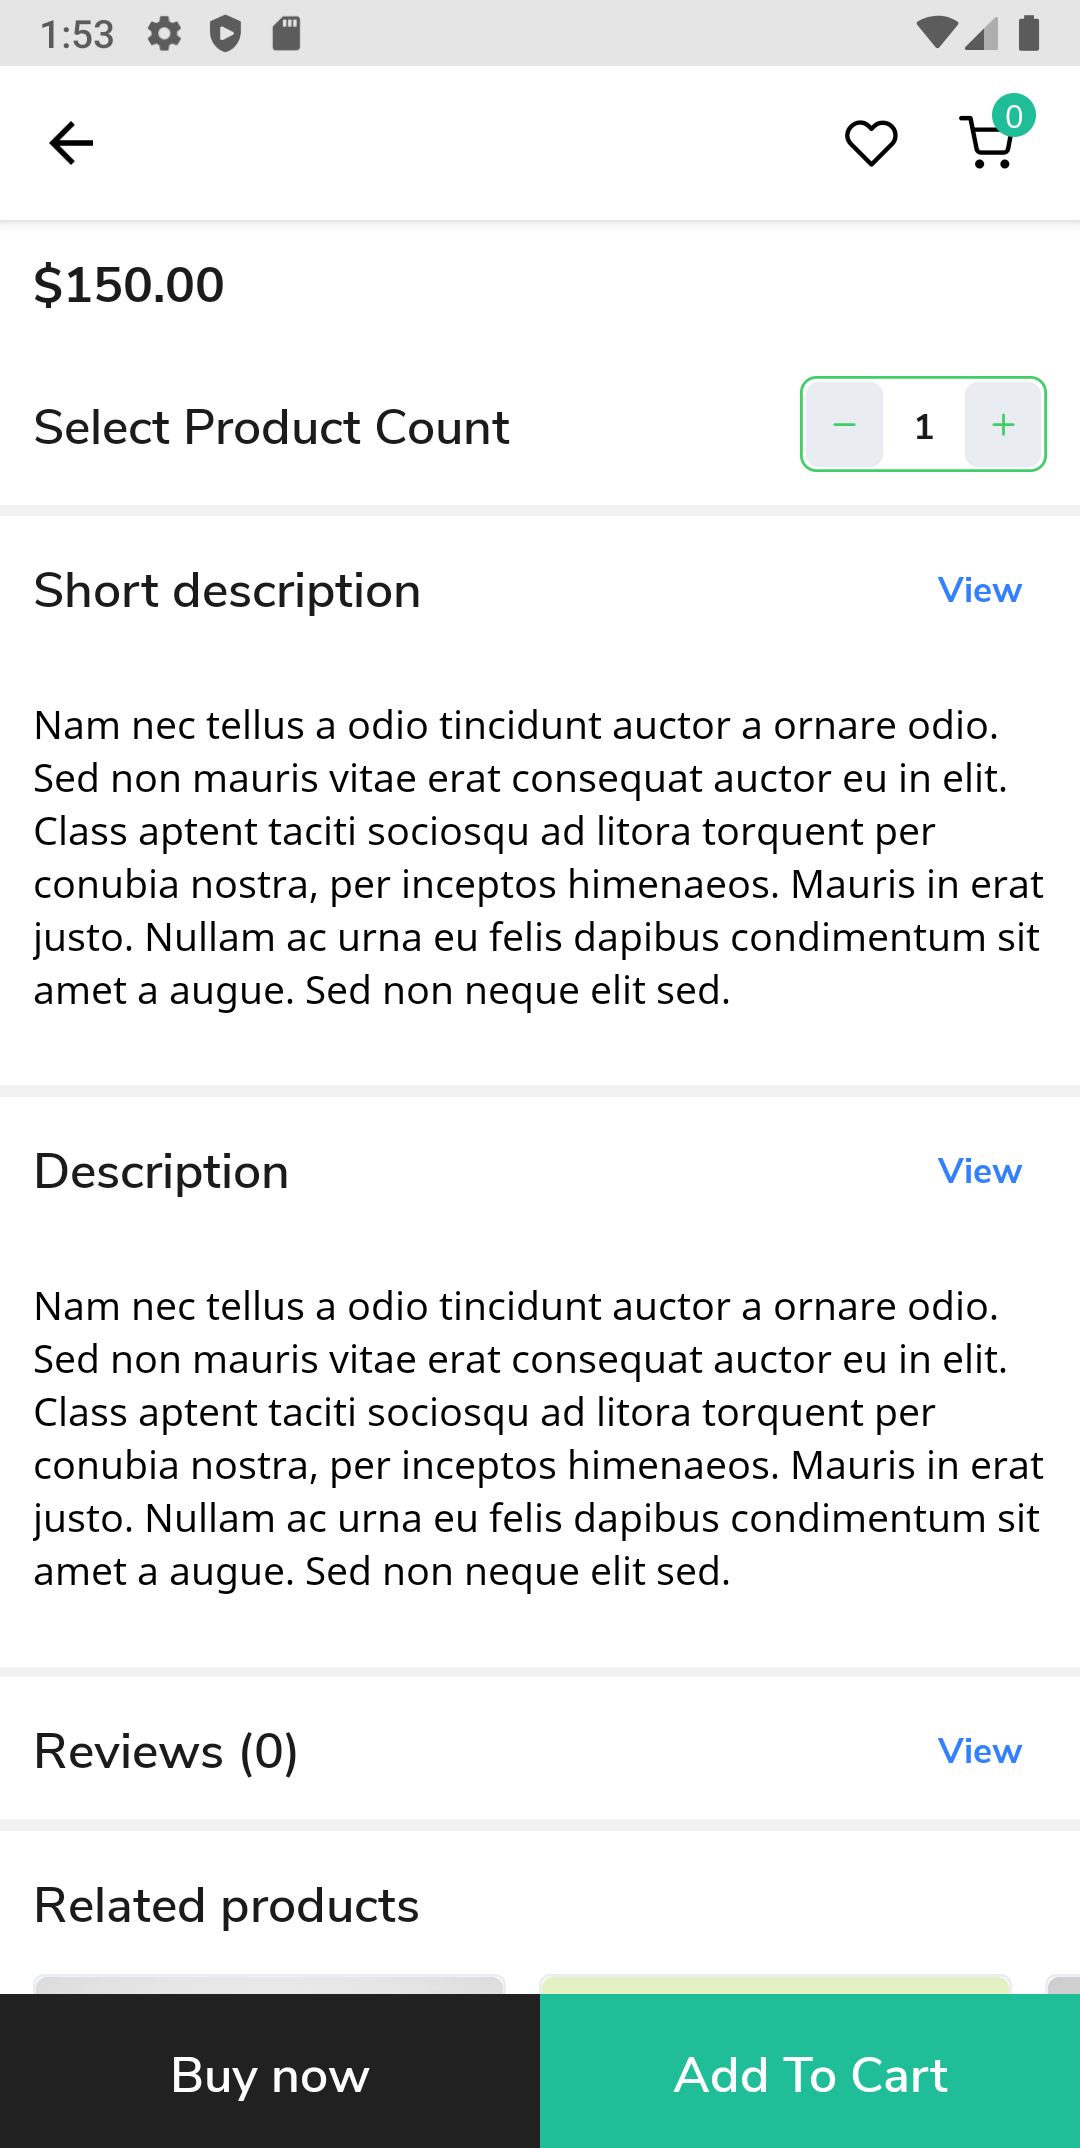 1:53
0
$150.00
Select Product Count
− 1 +
Short description View
Nam nec tellus a odio tincidunt auctor a ornare odio.
Sed non mauris vitae erat consequat auctor eu in elit.
Class aptent taciti sociosqu ad litora torquent per
conubia nostra, per inceptos himenaeos. Mauris in erat
justo. Nullam ac urna eu felis dapibus condimentum sit
amet a augue. Sed non neque elit sed.
Description View
Nam nec tellus a odio tincidunt auctor a ornare odio.
Sed non mauris vitae erat consequat auctor eu in elit.
Class aptent taciti sociosqu ad litora torquent per
conubia nostra, per inceptos himenaeos. Mauris in erat
justo. Nullam ac urna eu felis dapibus condimentum sit
amet a augue. Sed non neque elit sed.
Reviews (0) View
Related products
Buy now Add To Cart